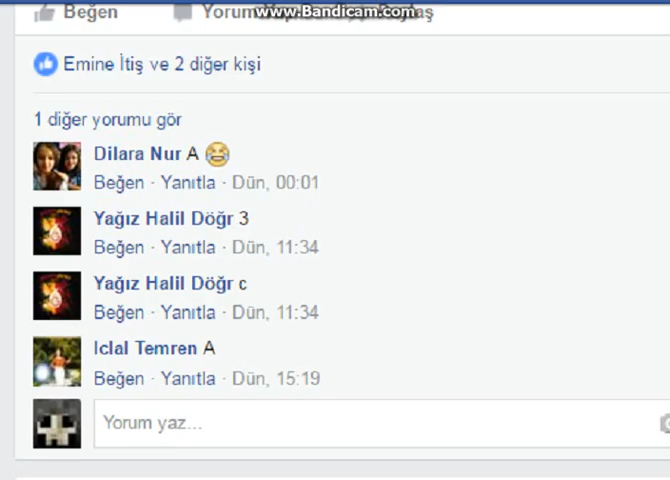 Beğen Yorum www.Bandicam.com
Emine İtiş ve 2 diğer kişi
1 diğer yorumu gör
Dilara Nur A 😂
Beğen · Yanıtla · Dün, 00:01
Yağız Halil Döğr 3
Beğen · Yanıtla · Dün, 11:34
Yağız Halil Döğr c
Beğen · Yanıtla · Dün, 11:34
Iclal Temren A
Beğen · Yanıtla · Dün, 15:19
Yorum yaz...